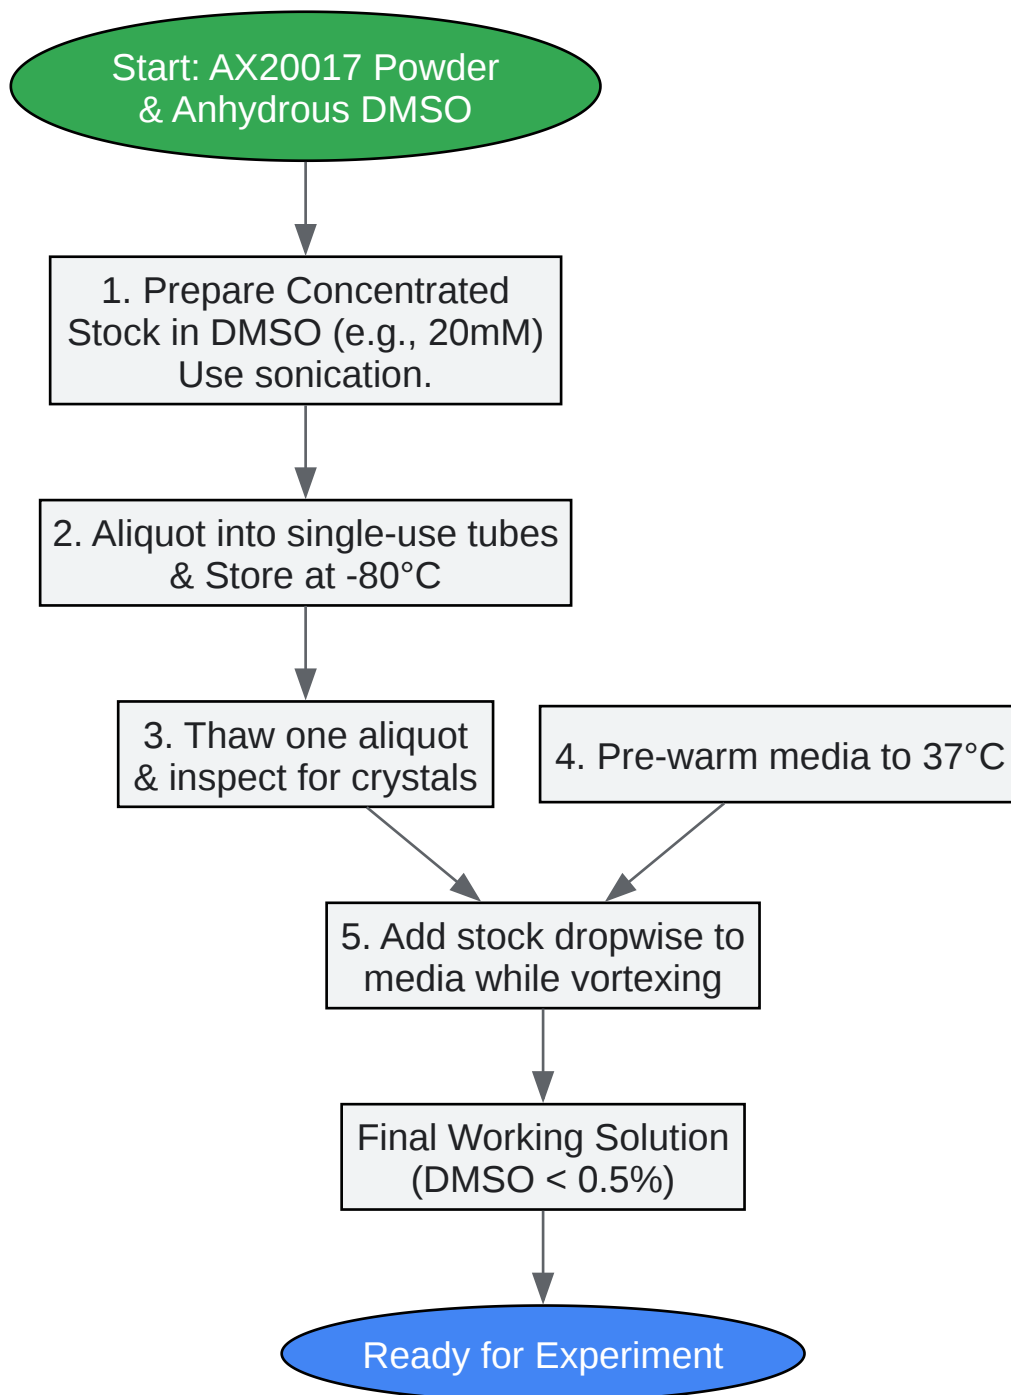 Start: AX20017 Powder
& Anhydrous DMSO
1. Prepare Concentrated
Stock in DMSO (e.g., 20mM)
Use sonication.
2. Aliquot into single-use tubes
& Store at -80°C
3. Thaw one aliquot
& inspect for crystals
4. Pre-warm media to 37°C
5. Add stock dropwise to
media while vortexing
Final Working Solution
(DMSO < 0.5%)
Ready for Experiment